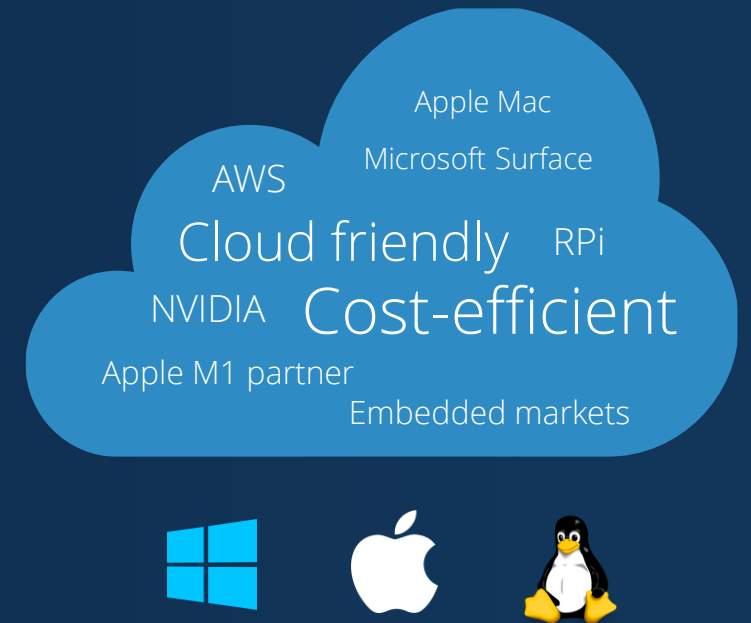 Apple Mac
Microsoft Surface
AWS
Cloud friendly
RPi
NVIDIA
Cost-efficient
Apple M1 partner
Embedded markets